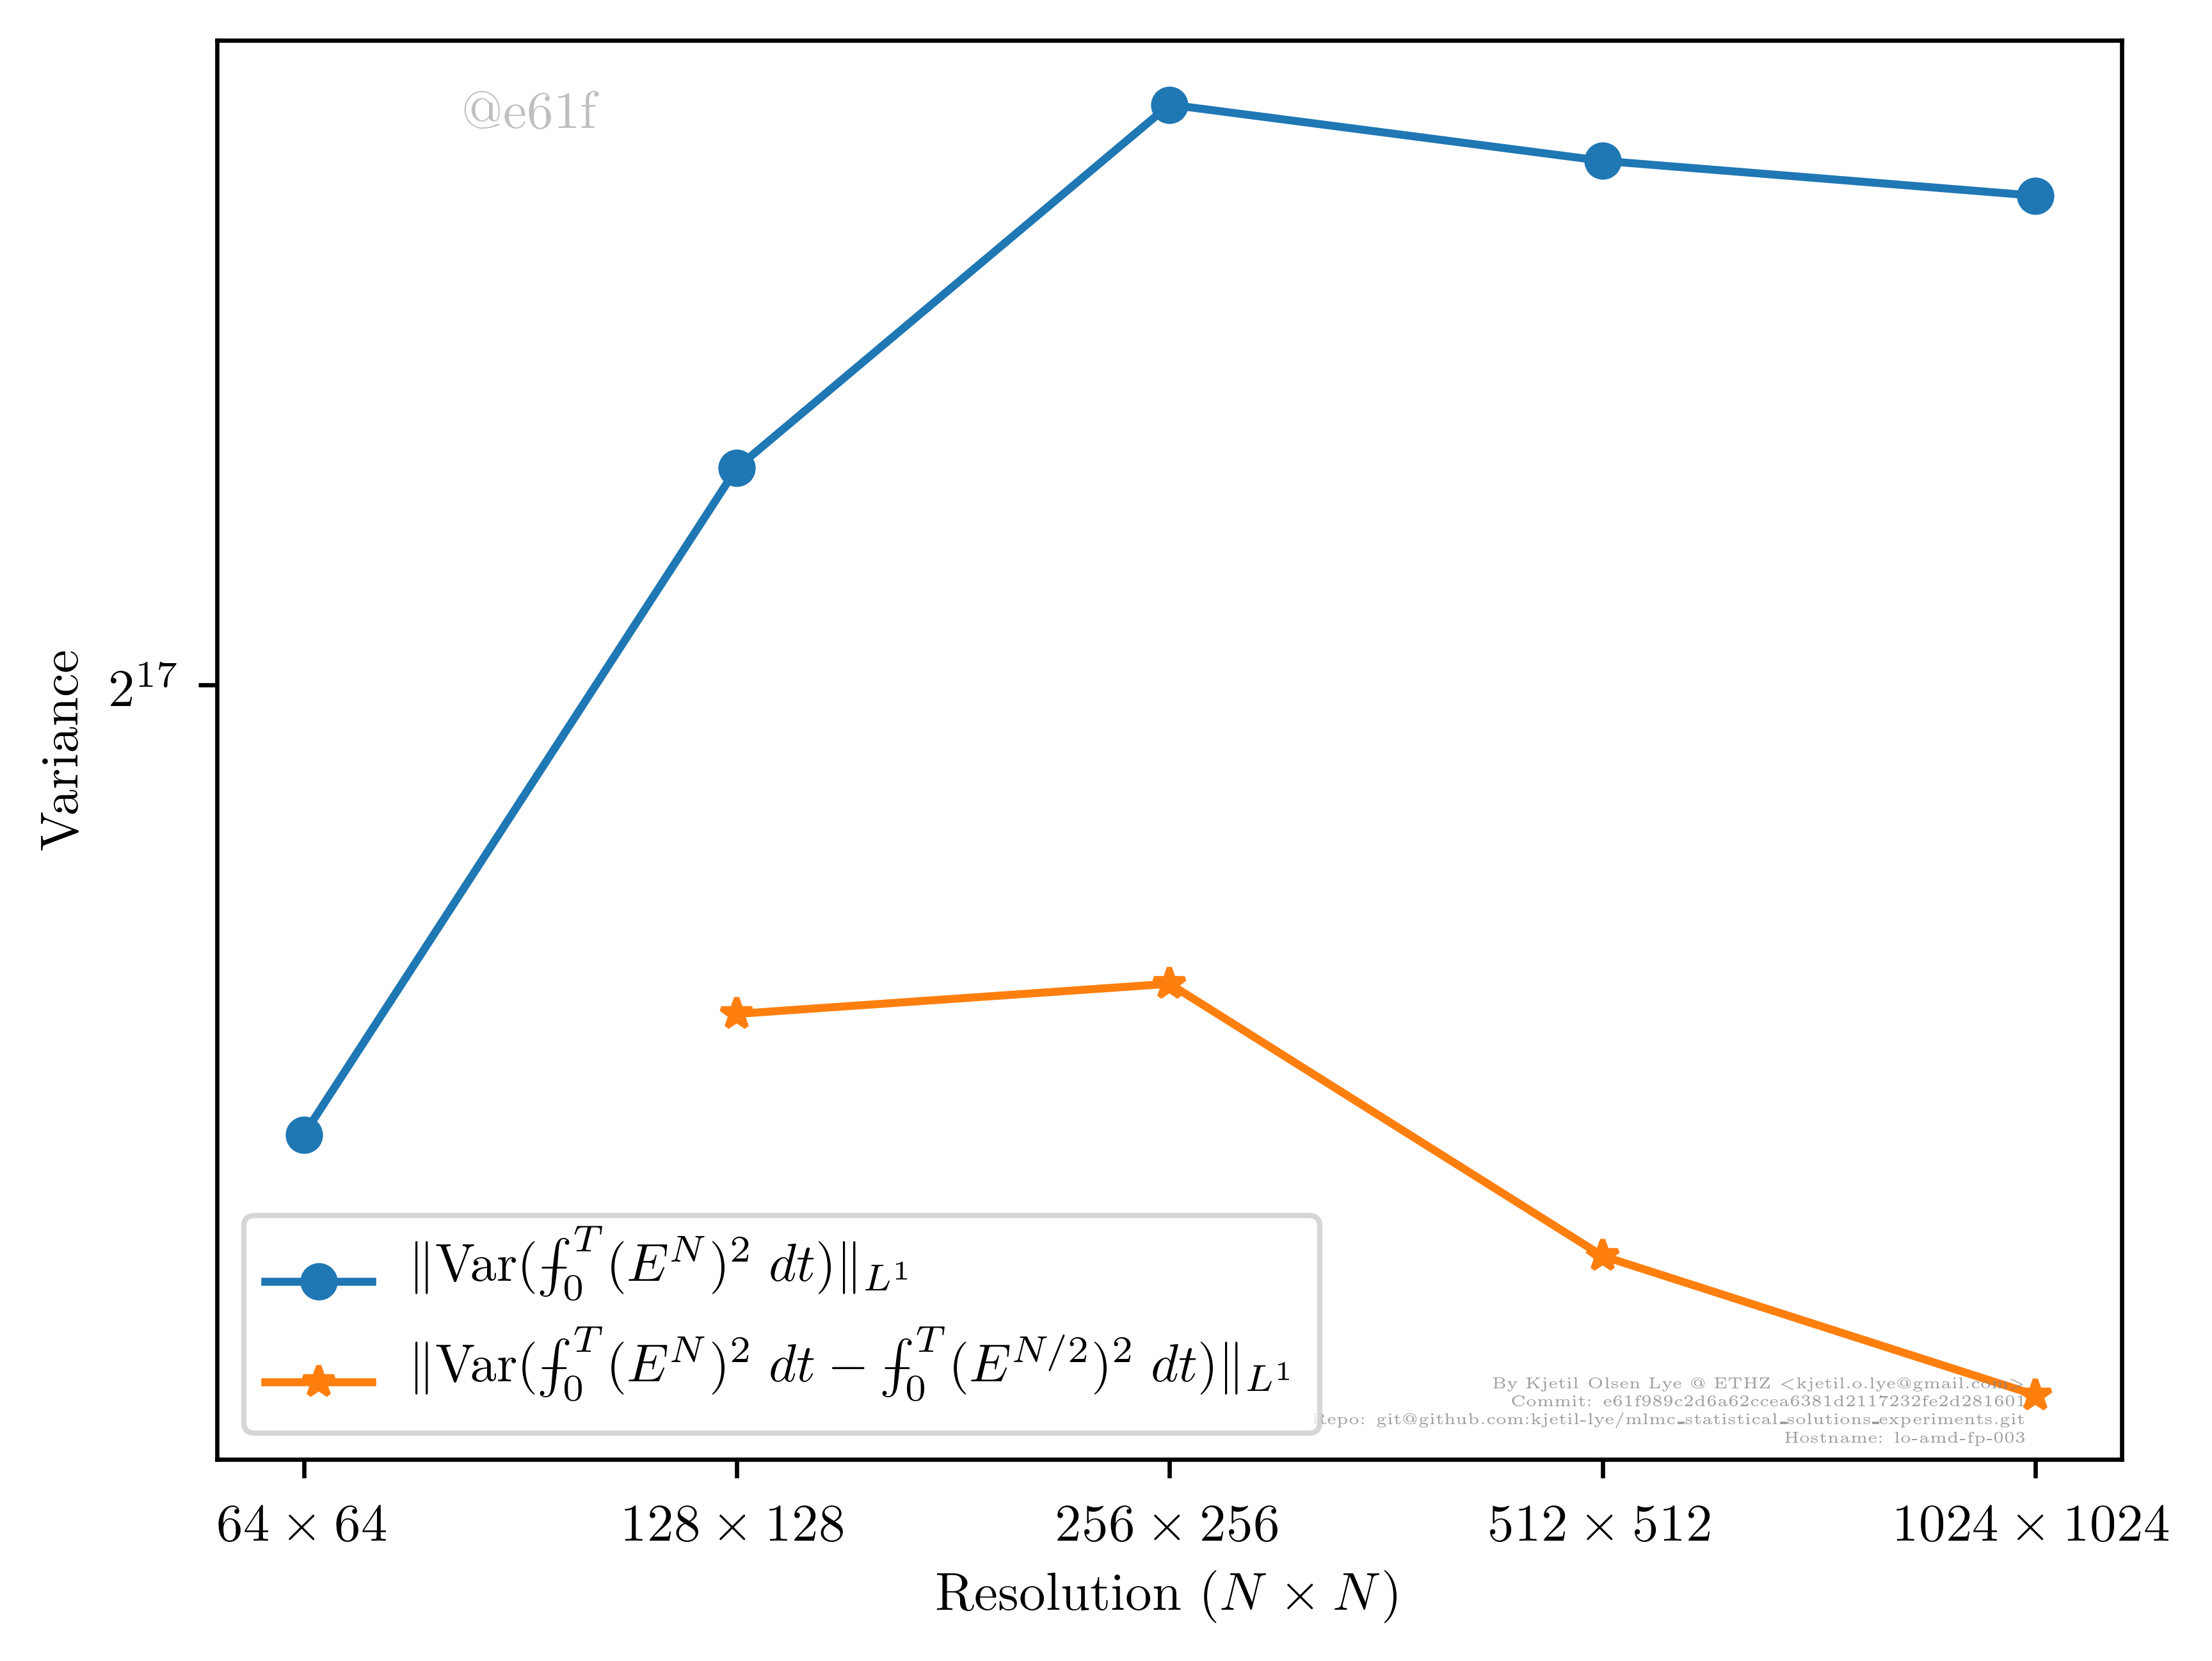 @e61f
Variance
2^17
‖Var(⨍_0^T (E^N)^2 dt)‖_{L^1}
‖Var(⨍_0^T (E^N)^2 dt − ⨍_0^T (E^{N/2})^2 dt)‖_{L^1}
By Kjetil Olsen Lye @ ETHZ <kjetil.o.lye@gmail.com>
Commit: e61f989c2d6a62ccea6381d2117232fe2d281601
Repo: git@github.com:kjetil-lye/mlmc_statistical_solutions_experiments.git
Hostname: lo-amd-fp-003
64 × 64 128 × 128 256 × 256 512 × 512 1024 × 1024
Resolution (N × N)